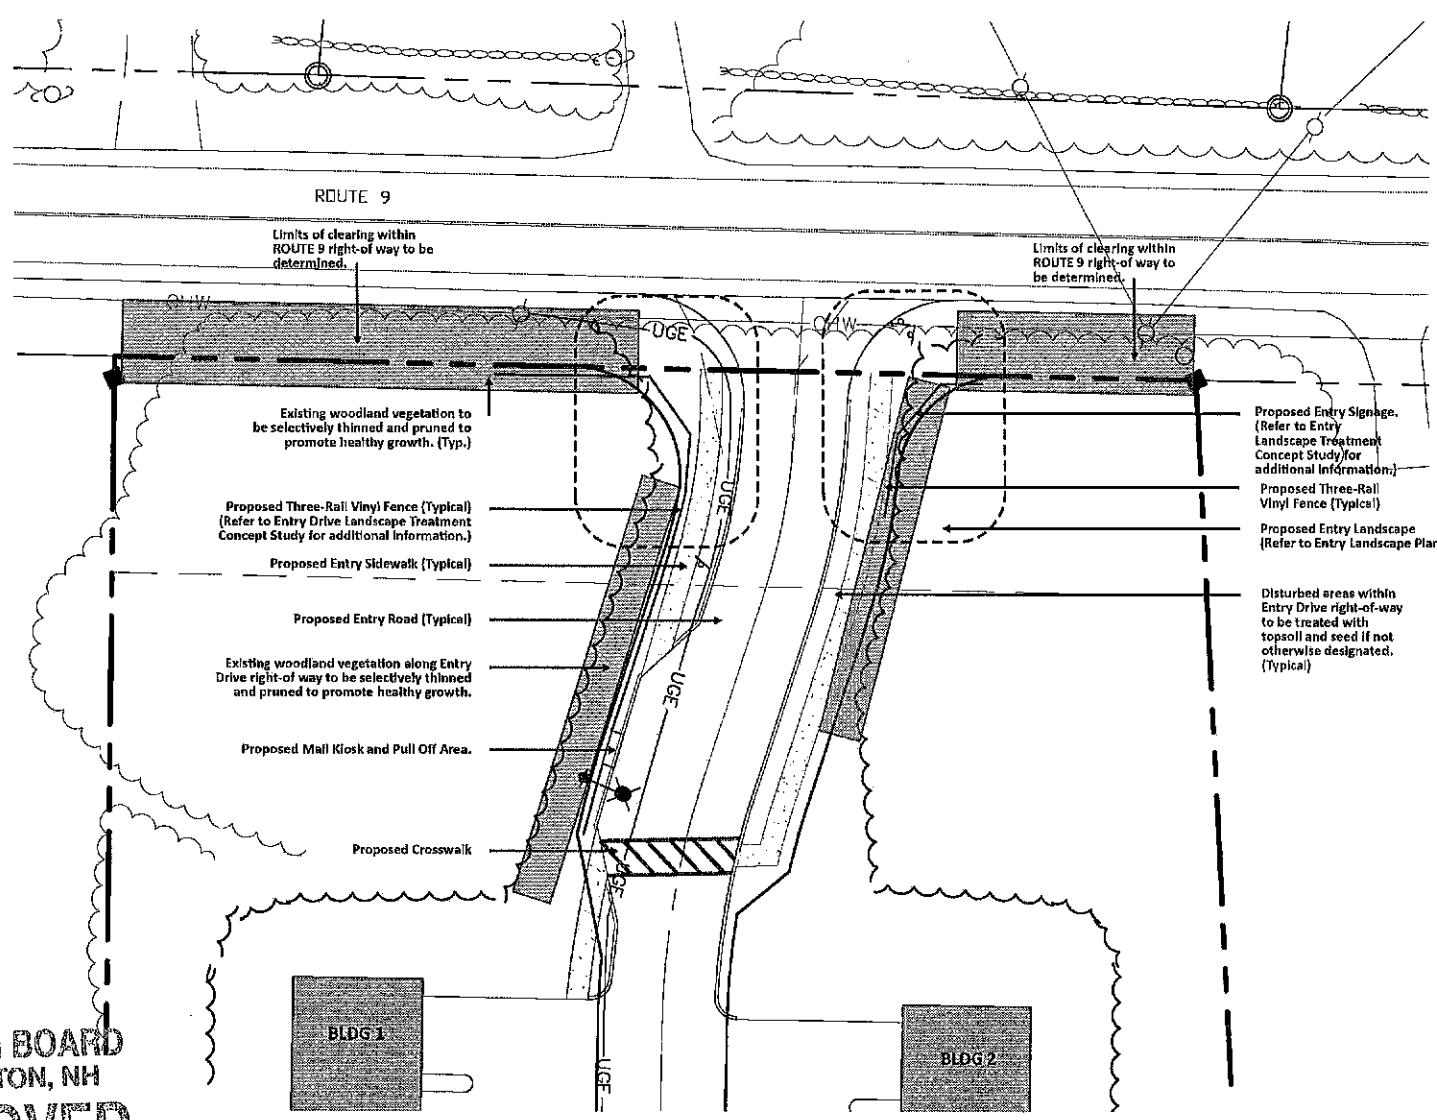 ROUTE 9
Limits of clearing within
ROUTE 9 right-of way to be
determined.
Limits of clearing within
ROUTE 9 right-of way to
be determined.
OHW
UGE
OHW
Existing woodland vegetation to
be selectively thinned and pruned to
promote healthy growth. (Typ.)
Proposed Three-Rail Vinyl Fence (Typical)
(Refer to Entry Drive Landscape Treatment
Concept Study for additional Information.)
Proposed Entry Sidewalk (Typical)
Proposed Entry Road (Typical)
Existing woodland vegetation along Entry
Drive right-of way to be selectively thinned
and pruned to promote healthy growth.
Proposed Mail Kiosk and Pull Off Area.
Proposed Crosswalk
UGE
UGE
UGE
UGE
Proposed Entry Signage.
(Refer to Entry
Landscape Treatment
Concept Study for
additional Information.)
Proposed Three-Rail
Vinyl Fence (Typical)
Proposed Entry Landscape
(Refer to Entry Landscape Plan
Disturbed areas within
Entry Drive right-of-way
to be treated with
topsoil and seed if not
otherwise designated.
(Typical)
BLDG 1
BLDG 2
BOARD
TON, NH